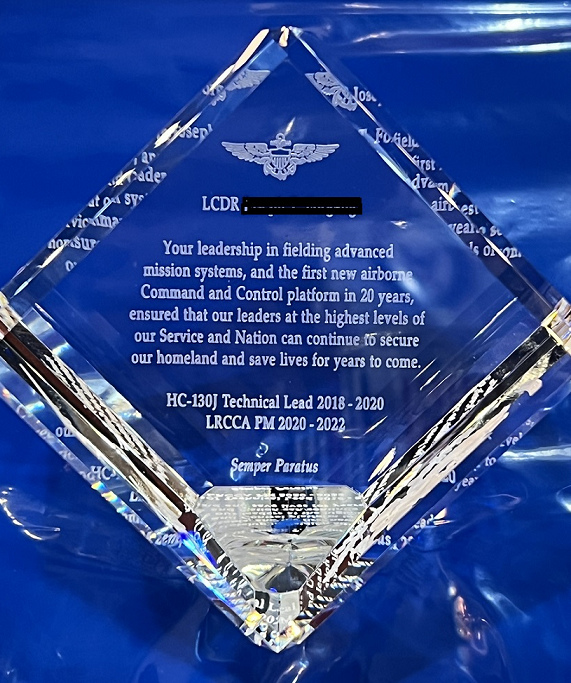 LCDR
Your leadership in fielding advanced
mission systems, and the first new airborne
Command and Control platform in 20 years,
ensured that our leaders at the highest levels of
our Service and Nation can continue to secure
our homeland and save lives for years to come.
HC-130J Technical Lead 2018 - 2020
LRCCA PM 2020 - 2022
Semper Paratus